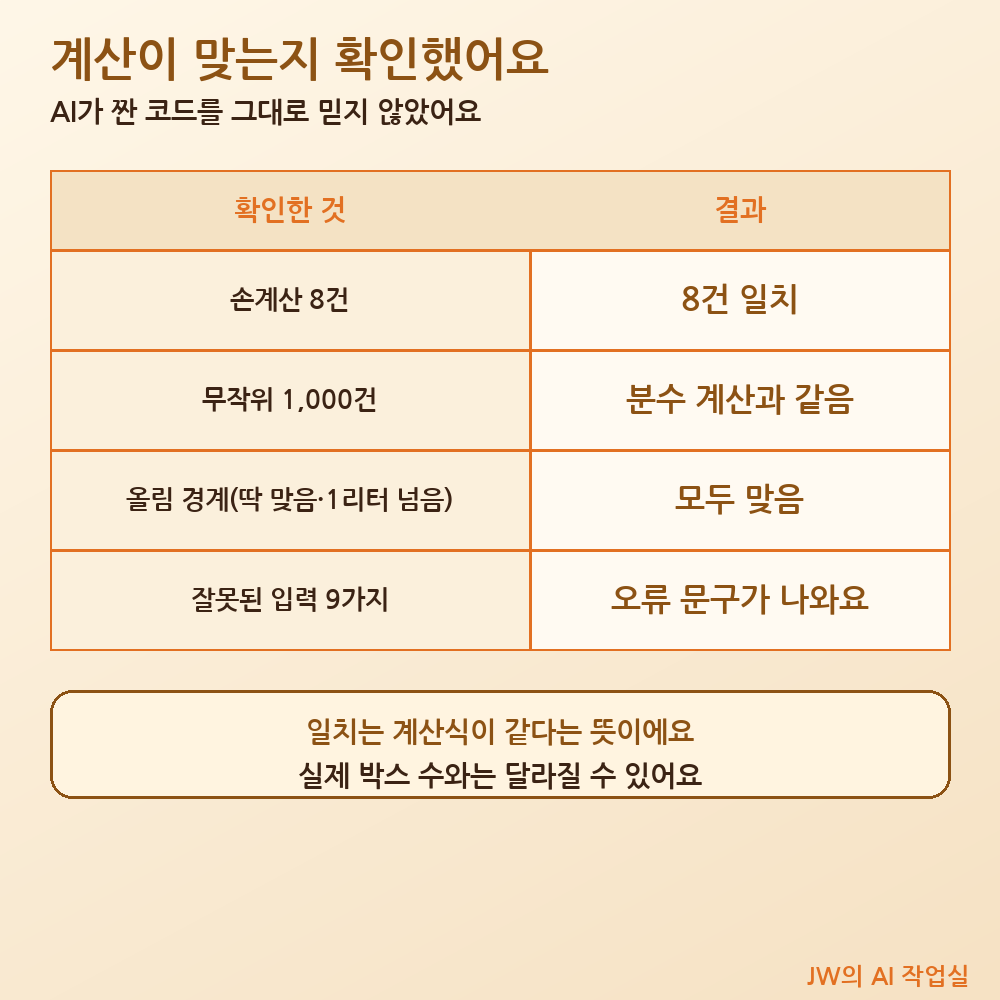 계산이 맞는지 확인했어요
AI가 짠 코드를 그대로 믿지 않았어요
확인한 것 결과
손계산 8건 8건 일치
무작위 1,000건 분수 계산과 같음
올림 경계(딱 맞음·1리터 넘음) 모두 맞음
잘못된 입력 9가지 오류 문구가 나와요
일치는 계산식이 같다는 뜻이에요
실제 박스 수와는 달라질 수 있어요
JW의 AI 작업실